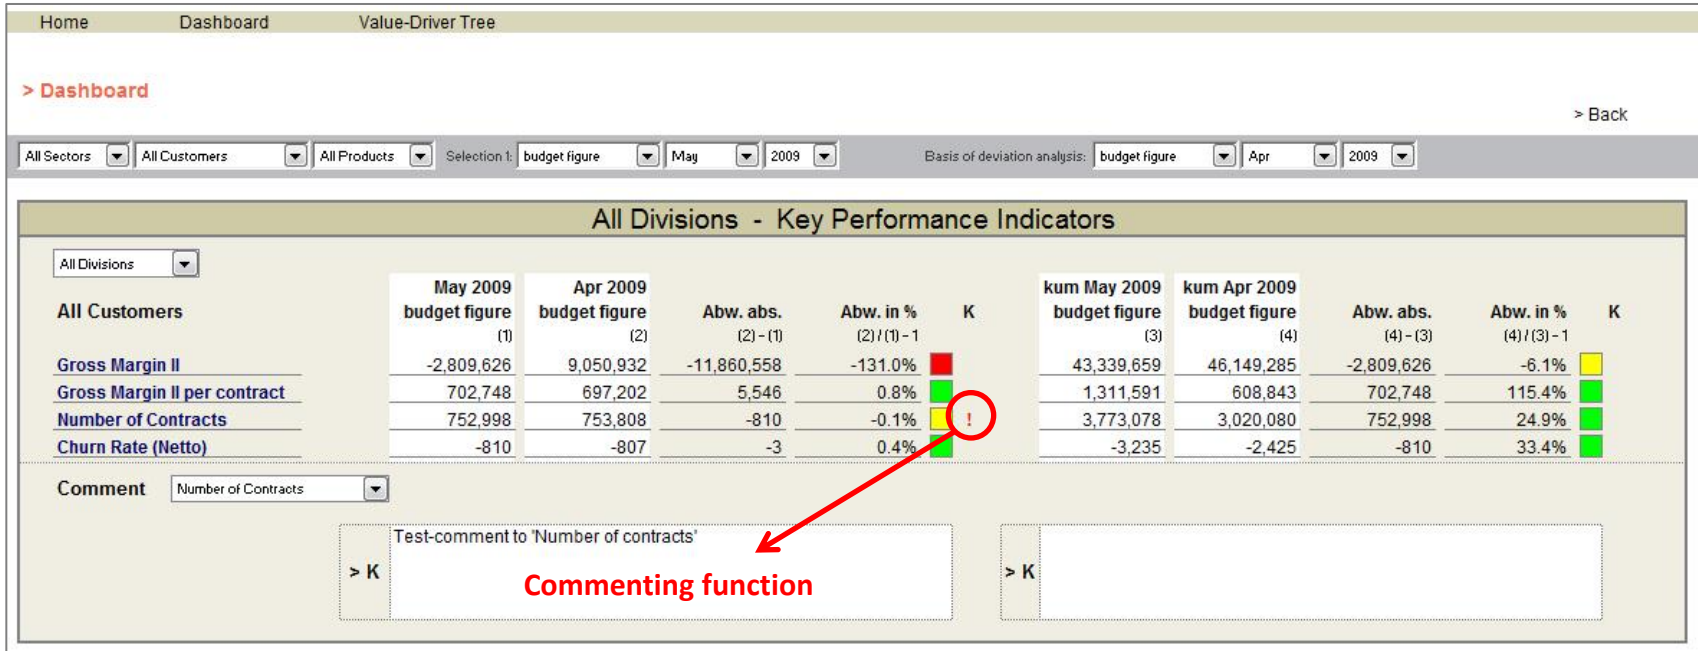 Home Dashboard Value-Driver Tree
> Dashboard
> Back
All Sectors All Customers All Products Selection 1: budget figure May 2009 Basis of deviation analysis: budget figure Apr 2009
All Divisions - Key Performance Indicators
All Divisions
May 2009 Apr 2009 kum May 2009 kum Apr 2009
All Customers budget figure budget figure Abw. abs. Abw. in % K budget figure budget figure Abw. abs. Abw. in % K
(1) (2) (2) - (1) (2) / (1) - 1 (3) (4) (4) - (3) (4) / (3) - 1
Gross Margin II -2,809,626 9,050,932 -11,860,558 -131.0% 43,339,659 46,149,285 -2,809,626 -6.1%
Gross Margin II per contract 702,748 697,202 5,546 0.8% 1,311,591 608,843 702,748 115.4%
Number of Contracts 752,998 753,808 -810 -0.1% ! 3,773,078 3,020,080 752,998 24.9%
Churn Rate (Netto) -810 -807 -3 0.4% -3,235 -2,425 -810 33.4%
Comment Number of Contracts
Test-comment to 'Number of contracts'
> K > K
Commenting function